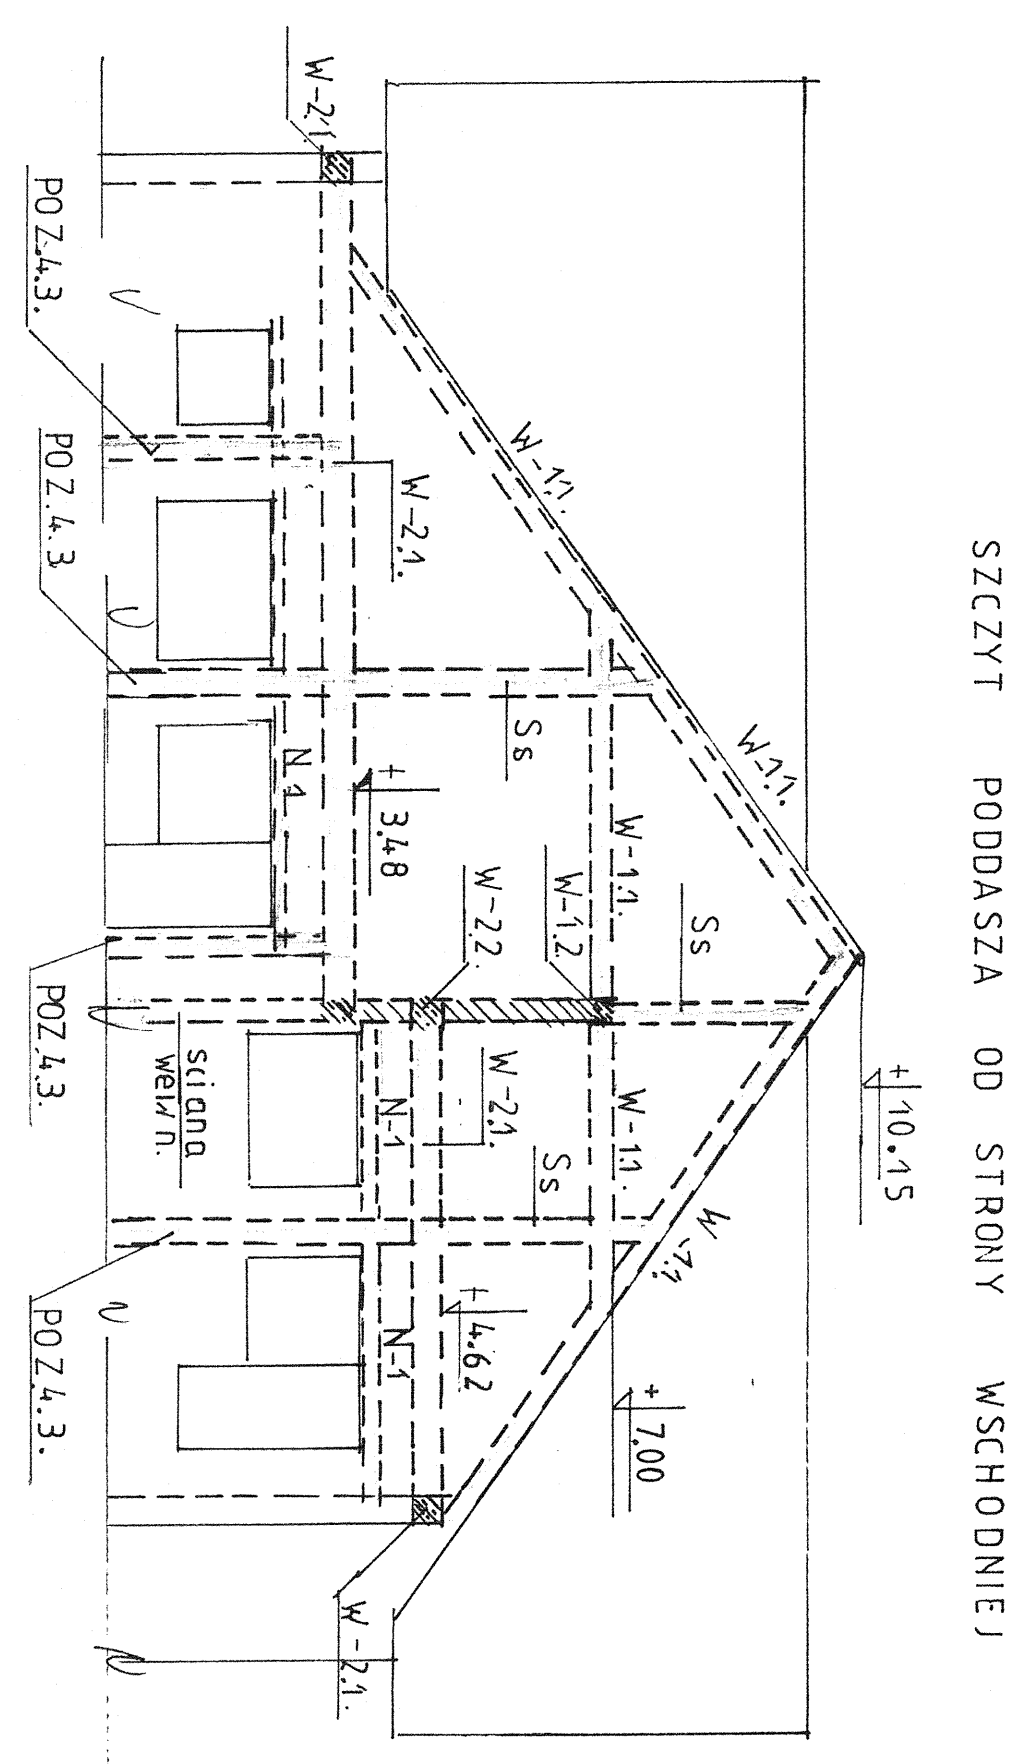 SZCZYT PODDASZA OD STRONY WSCHODNIEJ
+10.15
W-1.1.
W-1.1.
W-1.1.
Ss
+7.00
W-1.1.
W-1.1.
W-1.2
Ss
Ss
W-2.2.
W-2.1.
W-2.1.
+4.62
+3.48
W-2.1.
N-1
N-1
N-1
W-2.1.
ściana
wewn.
POZ.4.3.
POZ.4.3
POZ.4.3.
POZ.4.3.